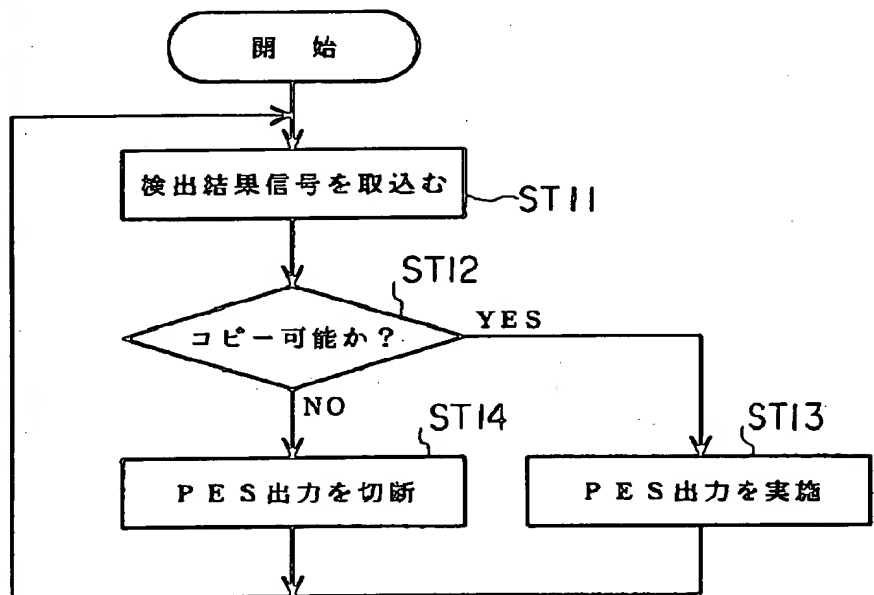 開始
検出結果信号を取込む
ST11
ST12
コピー可能か?
YES
NO
ST14
ST13
PES出力を切断
PES出力を実施